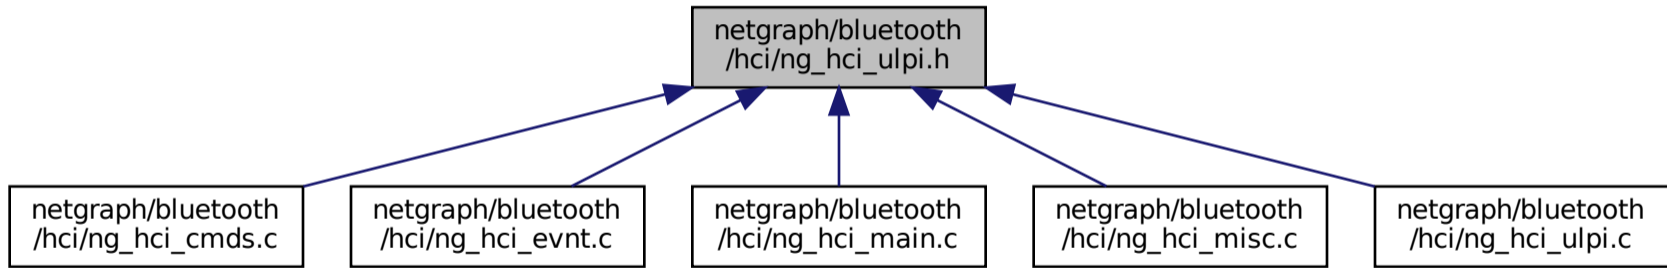 netgraph/bluetooth
/hci/ng_hci_ulpi.h
netgraph/bluetooth
/hci/ng_hci_cmds.c
netgraph/bluetooth
/hci/ng_hci_evnt.c
netgraph/bluetooth
/hci/ng_hci_main.c
netgraph/bluetooth
/hci/ng_hci_misc.c
netgraph/bluetooth
/hci/ng_hci_ulpi.c